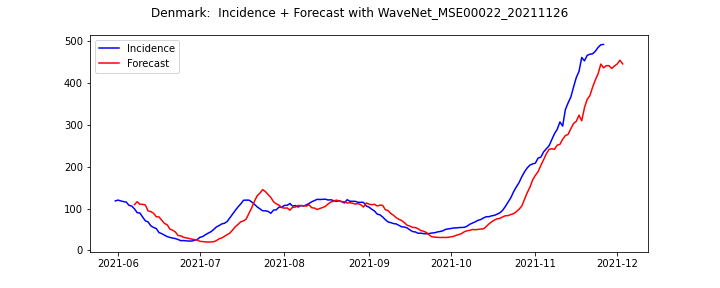 Denmark:  Incidence + Forecast with WaveNet_MSE00022_20211126
500
Incidence
Forecast
400
300
200
100
0
2021-06 2021-07 2021-08 2021-09 2021-10 2021-11 2021-12